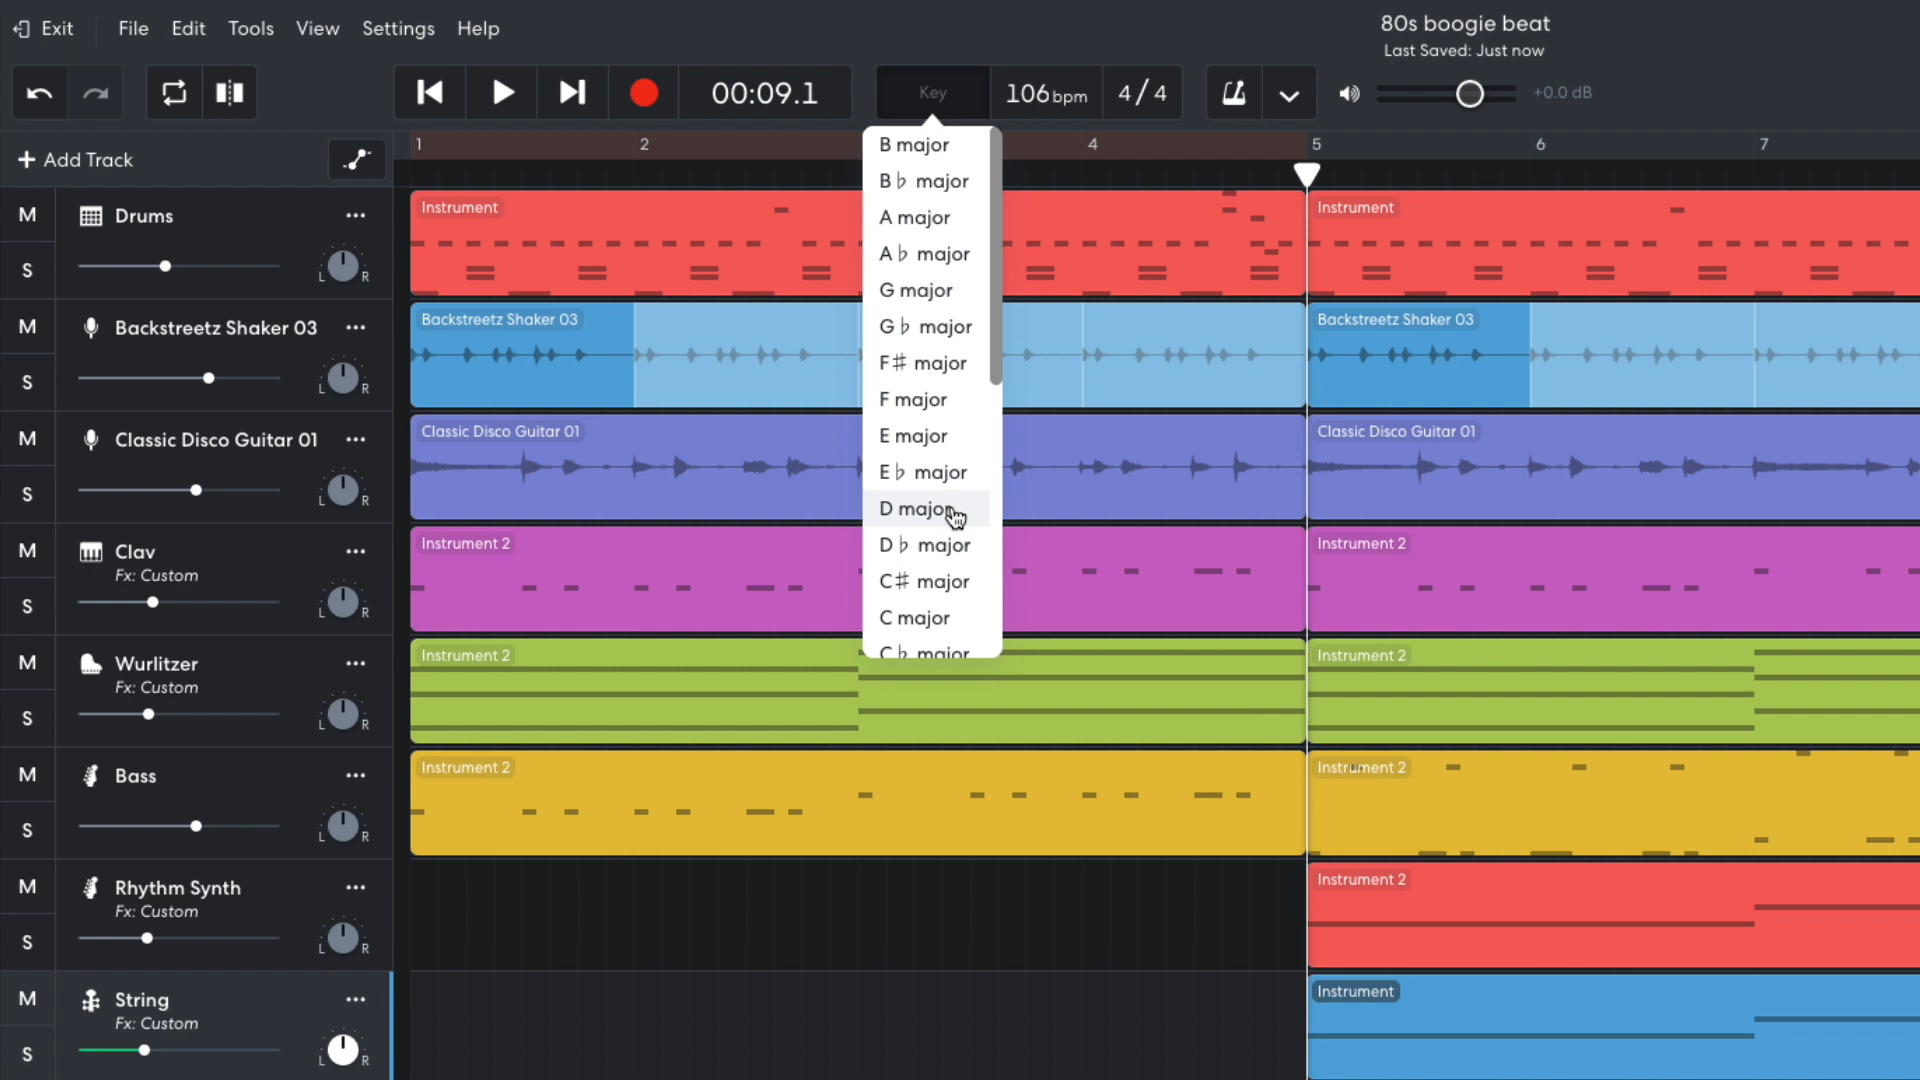 Exit File Edit Tools View Settings Help
80s boogie beat
Last Saved: Just now
00:09.1 Key 106bpm 4/4 +0.0 dB
Add Track
1 2 4 5 6 7
B major
B♭ major
A major
A♭ major
G major
G♭ major
F♯ major
F major
E major
E♭ major
D major
D♭ major
C♯ major
C major
C♭ major
M Drums
S L R
Instrument Instrument
M Backstreetz Shaker 03
S L R
Backstreetz Shaker 03 Backstreetz Shaker 03
M Classic Disco Guitar 01
S L R
Classic Disco Guitar 01 Classic Disco Guitar 01
M Clav
Fx: Custom
S L R
Instrument 2 Instrument 2
M Wurlitzer
Fx: Custom
S L R
Instrument 2 Instrument 2
M Bass
S L R
Instrument 2 Instrument 2
M Rhythm Synth
Fx: Custom
S L R
Instrument 2
M String
Fx: Custom
S L R
Instrument